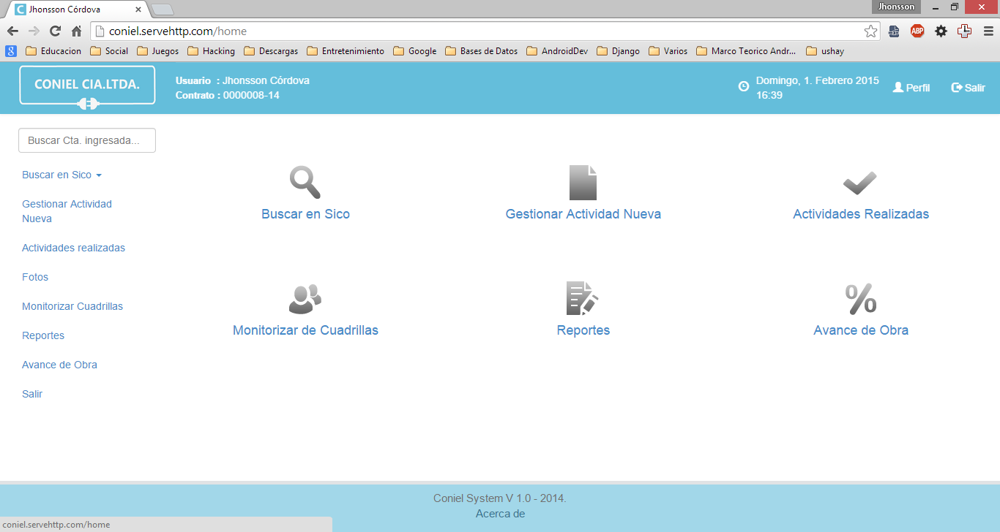 Jhonsson Córdova
Jhonsson
coniel.servehttp.com/home
ABP
8 Educacion Social Juegos Hacking Descargas Entretenimiento Google Bases de Datos AndroidDev Django Varios Marco Teorico Andr... ushay
CONIEL CIA.LTDA.
Usuario : Jhonsson Córdova
Contrato : 0000008-14
Domingo, 1. Febrero 2015
16:39
Perfil
Salir
Buscar Cta. ingresada...
Buscar en Sico
Gestionar Actividad
Nueva
Actividades realizadas
Fotos
Monitorizar Cuadrillas
Reportes
Avance de Obra
Salir
Buscar en Sico
Gestionar Actividad Nueva
Actividades Realizadas
Monitorizar de Cuadrillas
Reportes
%
Avance de Obra
Coniel System V 1.0 - 2014.
Acerca de
coniel.servehttp.com/home